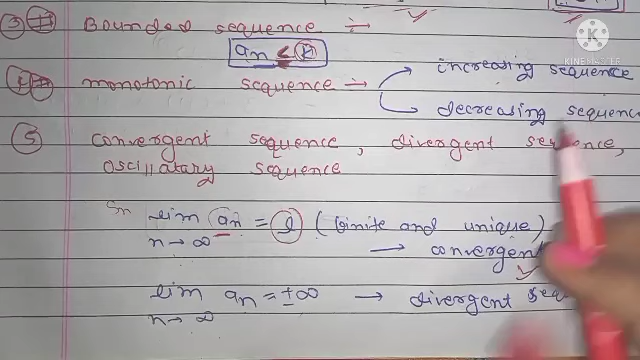 ③ Bounded sequence ÷
an < K
K
KINEMASTER
④ monotonic sequence ÷ increasing sequence
decreasing sequence
⑤ convergent sequence, divergent sequence,
oscillatary sequence
lim an = l (finite and unique)
n→∞ → convergent
lim an = ±∞ → divergent
n→∞